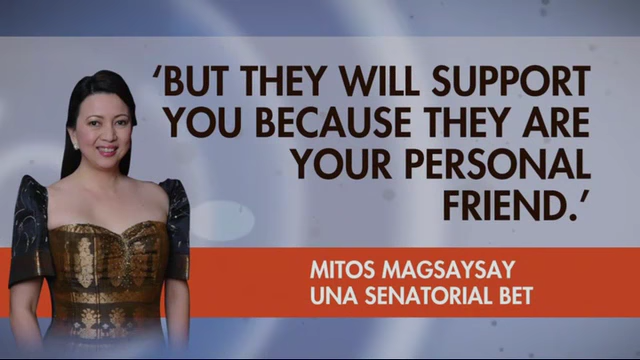 ‘BUT THEY WILL SUPPORT
YOU BECAUSE THEY ARE
YOUR PERSONAL
FRIEND.’
MITOS MAGSAYSAY
UNA SENATORIAL BET